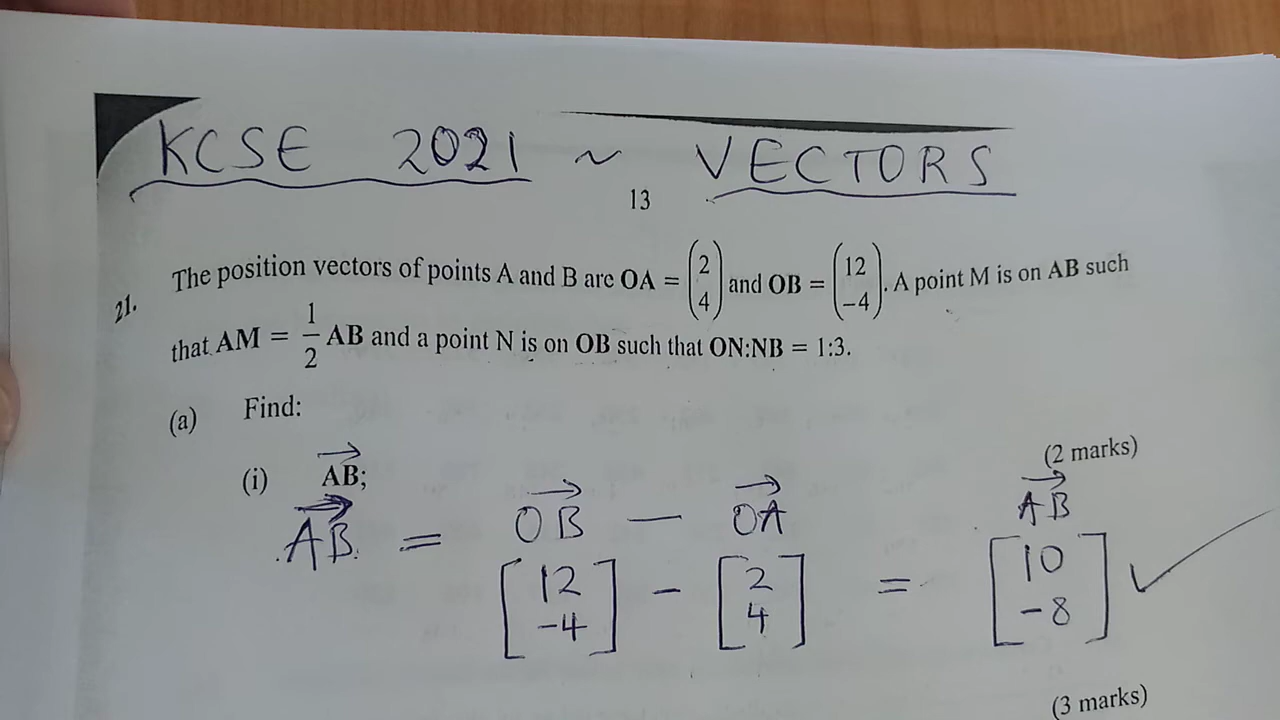 KCSE 2021 ~ VECTORS
13
21. The position vectors of points A and B are OA = (2 4) and OB = (12 -4). A point M is on AB such
that AM = 1/2 AB and a point N is on OB such that ON:NB = 1:3.
(a) Find:
(i) AB; (2 marks)
AB = OB - OA AB
[12 -4] - [2 4] = [10 -8] ✓
(3 marks)